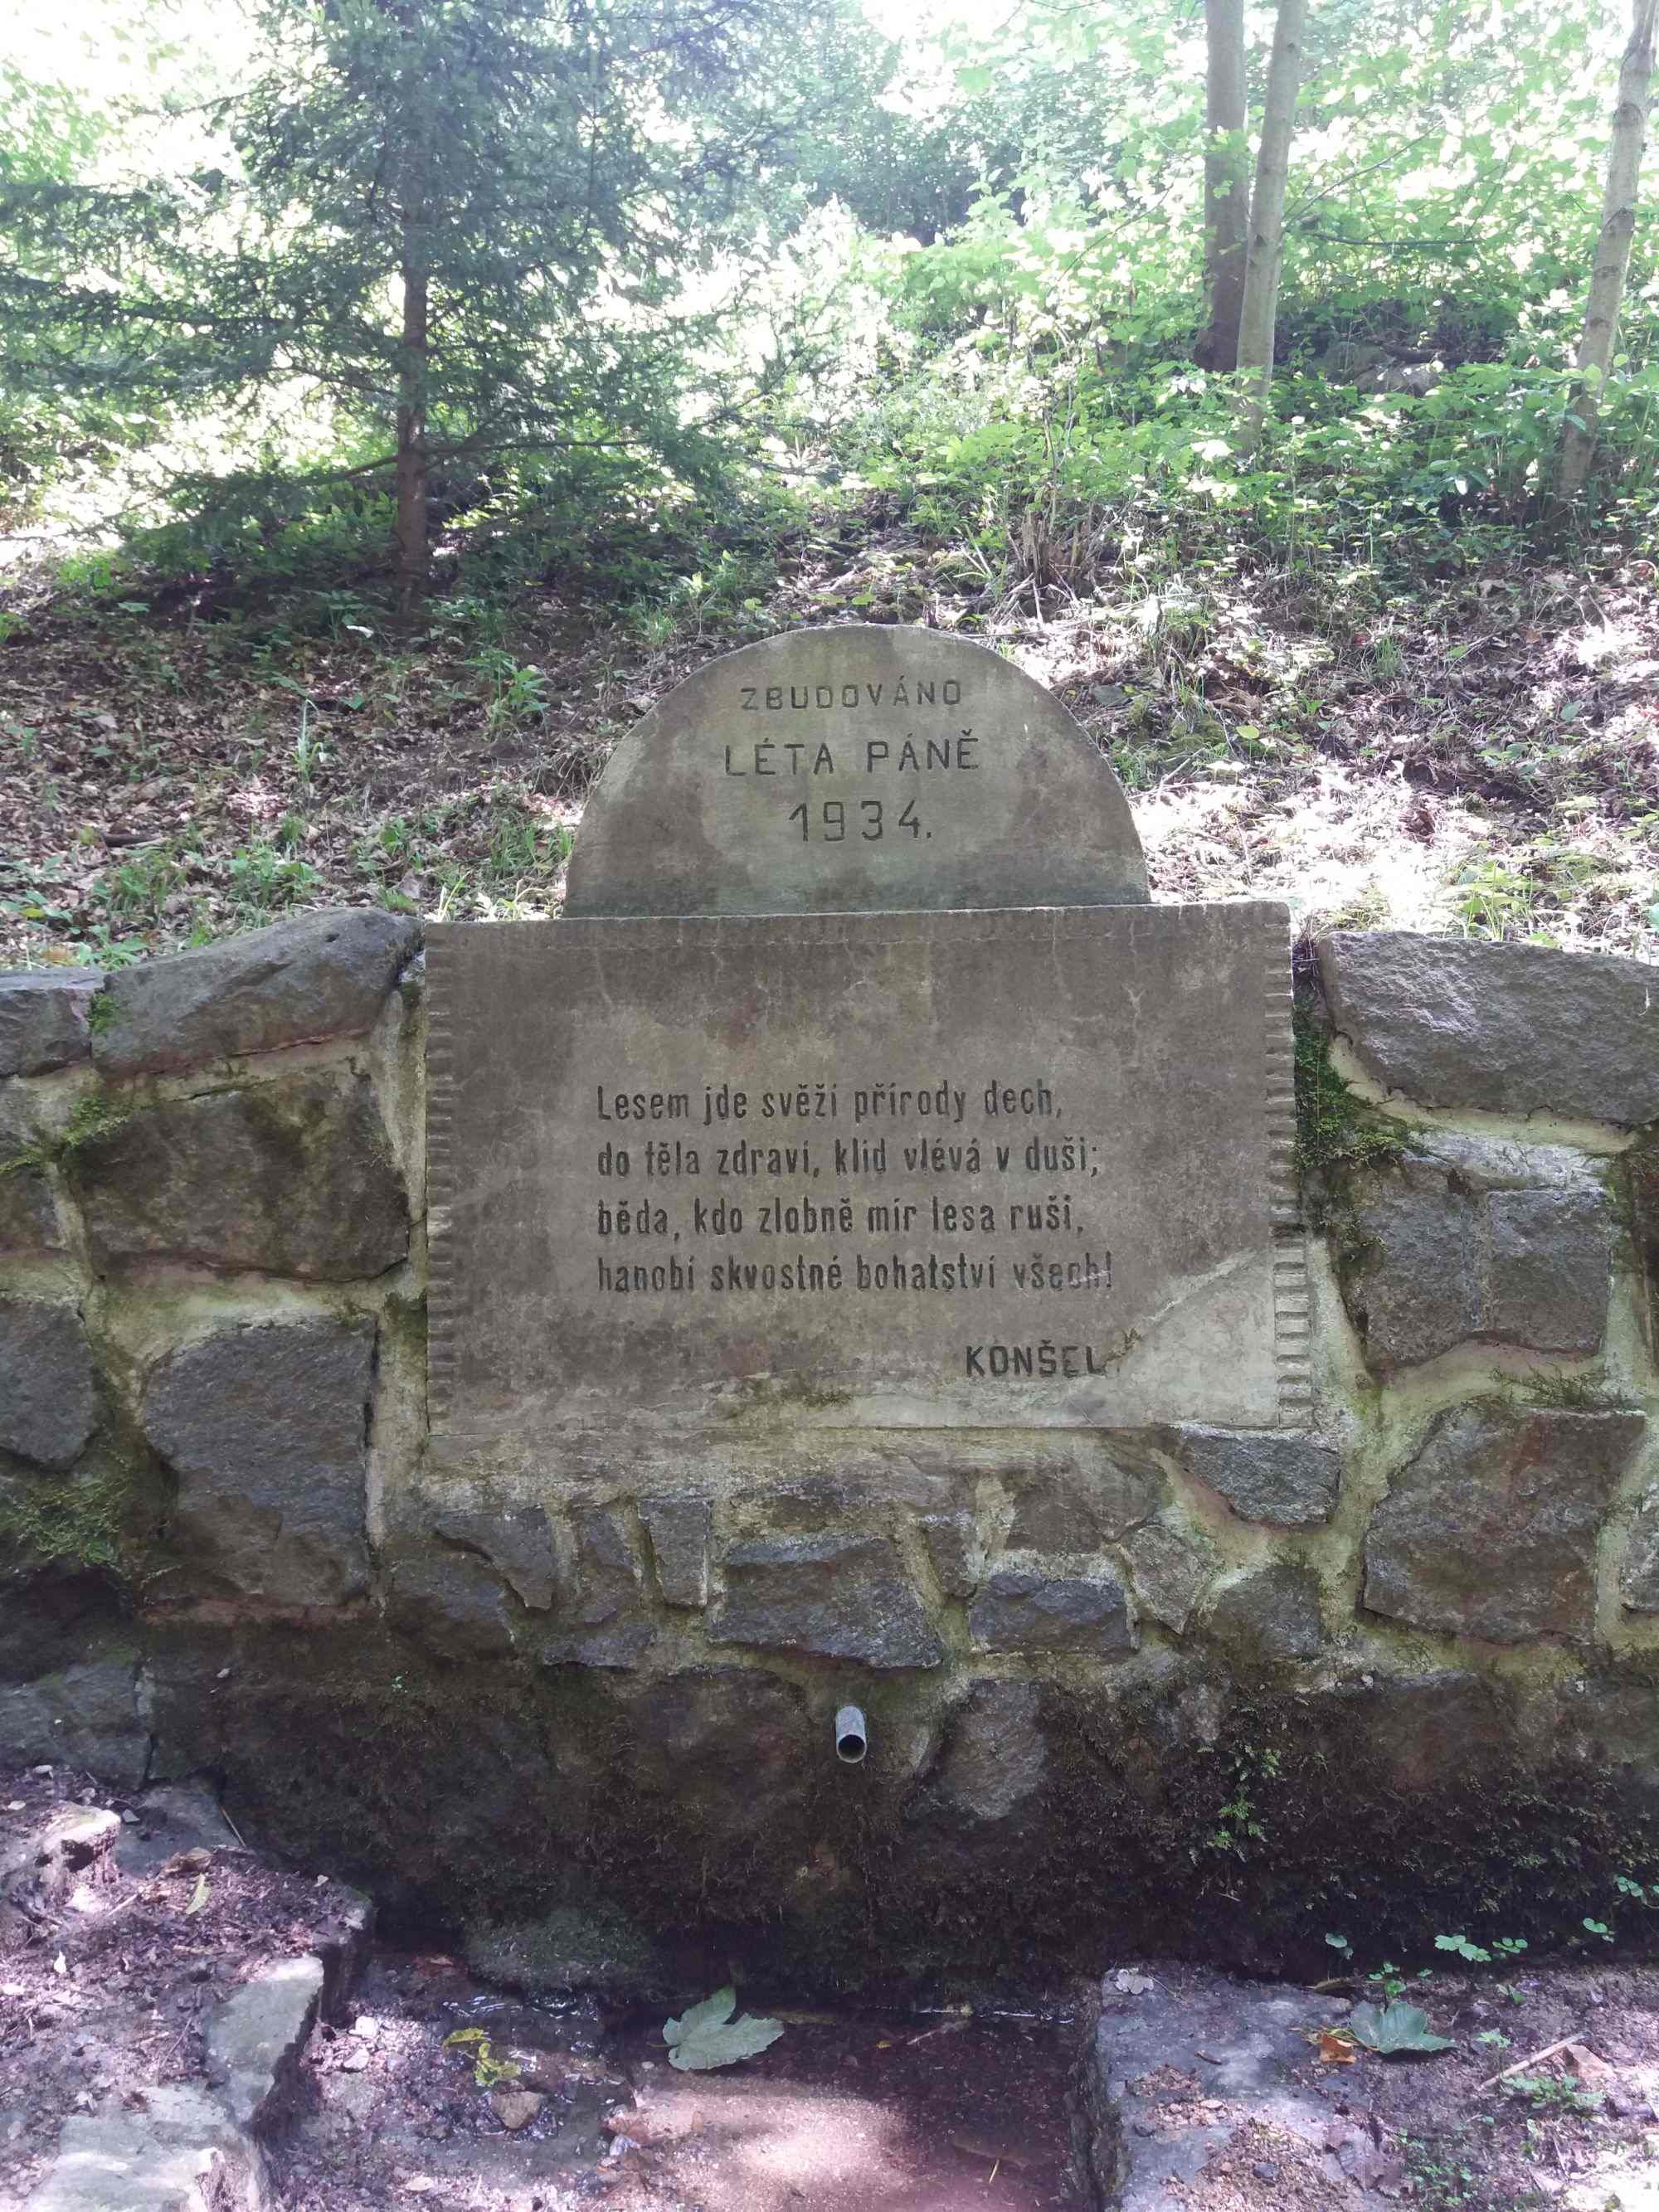 ZBUDOVÁNO
LÉTA PÁNĚ
1934.
Lesem jde svěží přírody dech,
do těla zdraví, klid vlévá v duši;
běda, kdo zlobně mír lesa ruší,
hanobí skvostné bohatství všech!
KONŠEL